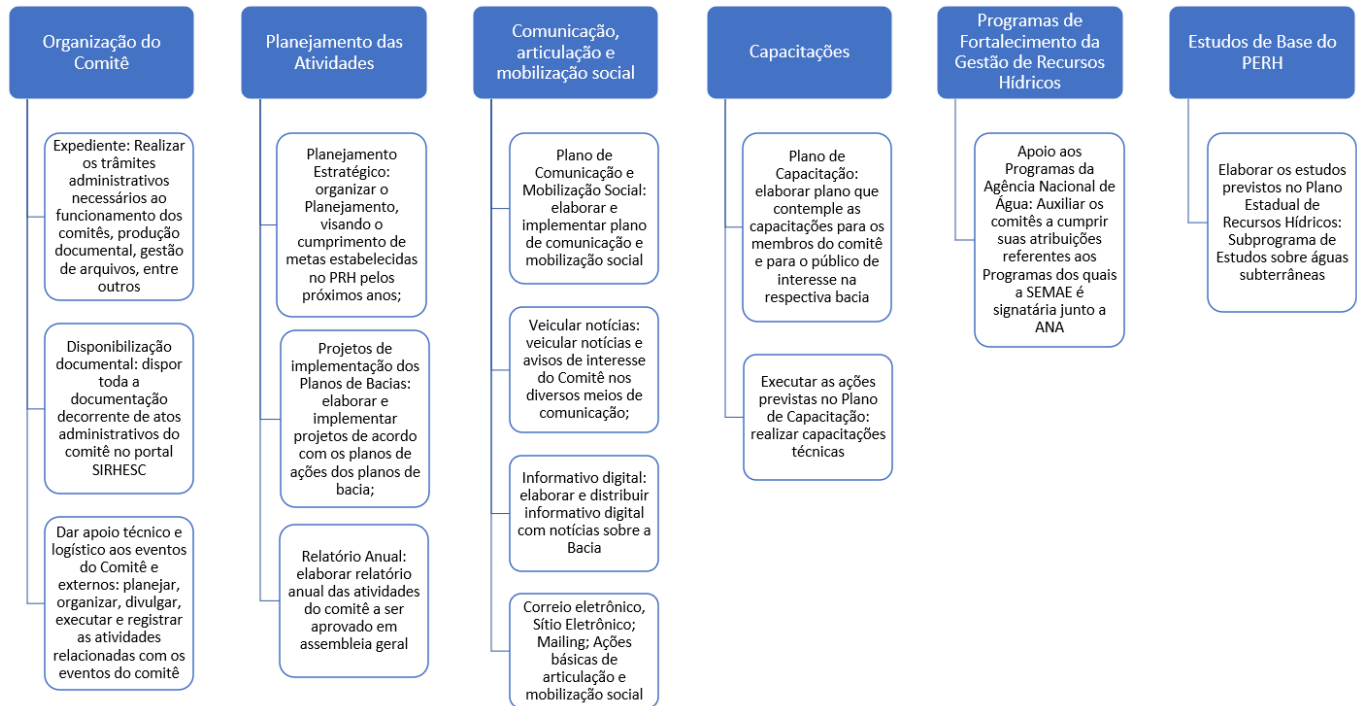 Organização do
Comitê
Expediente: Realizar
os trâmites
administrativos
necessários ao
funcionamento dos
comitês, produção
documental, gestão
de arquivos, entre
outros
Disponibilização
documental: dispor
toda a
documentação
decorrente de atos
administrativos do
comitê no portal
SIRHESC
Dar apoio técnico e
logístico aos eventos
do Comitê e
externos: planejar,
organizar, divulgar,
executar e registrar
as atividades
relacionadas com os
eventos do comitê
Planejamento das
Atividades
Planejamento
Estratégico:
organizar o
Planejamento,
visando o
cumprimento de
metas estabelecidas
no PRH pelos
próximos anos;
Projetos de
implementação dos
Planos de Bacias:
elaborar e
implementar
projetos de acordo
com os planos de
ações dos planos de
bacia;
Relatório Anual:
elaborar relatório
anual das atividades
do comitê a ser
aprovado em
assembleia geral
Comunicação,
articulação e
mobilização social
Plano de
Comunicação e
Mobilização Social:
elaborar e
implementar plano
de comunicação e
mobilização social
Veicular notícias:
veicular notícias e
avisos de interesse
do Comitê nos
diversos meios de
comunicação;
Informativo digital:
elaborar e distribuir
informativo digital
com notícias sobre a
Bacia
Correio eletrônico,
Sítio Eletrônico;
Mailing; Ações
básicas de
articulação e
mobilização social
Capacitações
Plano de
Capacitação:
elaborar plano que
contemple as
capacitações para os
membros do comitê
e para o público de
interesse na
respectiva bacia
Executar as ações
previstas no Plano
de Capacitação:
realizar capacitações
técnicas
Programas de
Fortalecimento da
Gestão de Recursos
Hídricos
Apoio aos
Programas da
Agência Nacional de
Água: Auxiliar os
comitês a cumprir
suas atribuições
referentes aos
Programas dos quais
a SEMAE é
signatária junto a
ANA
Estudos de Base do
PERH
Elaborar os estudos
previstos no Plano
Estadual de
Recursos Hídricos:
Subprograma de
Estudos sobre águas
subterrâneas